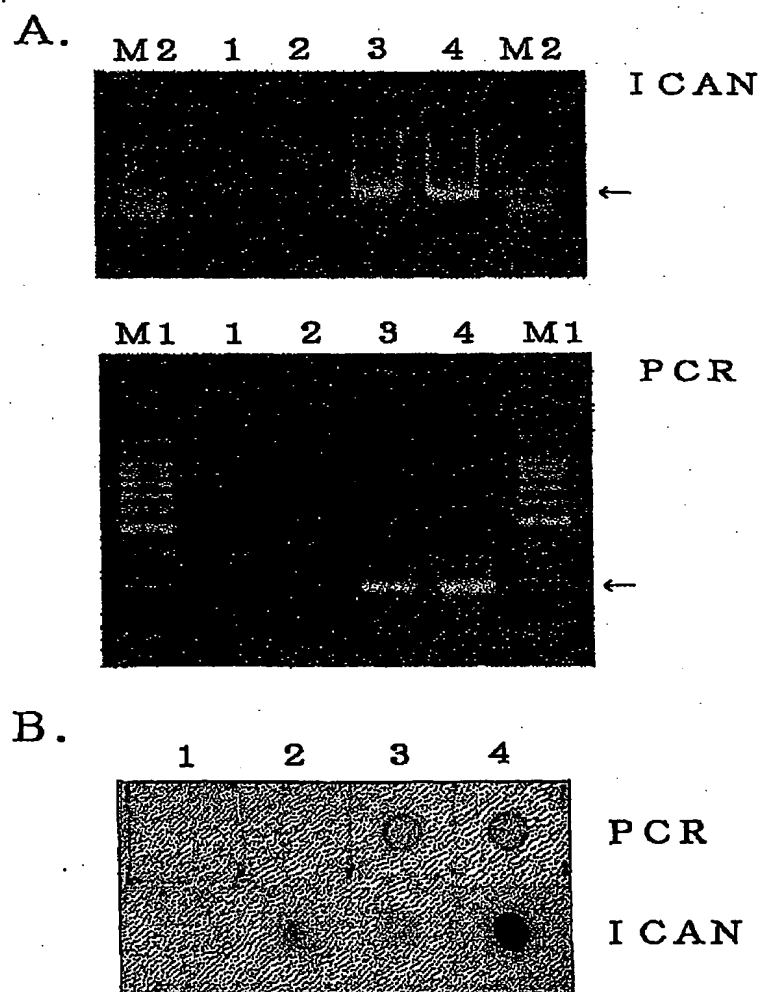 A.
M2 1 2 3 4 M2
ICAN
←
M1 1 2 3 4 M1
PCR
←
B.
1 2 3 4
PCR
ICAN